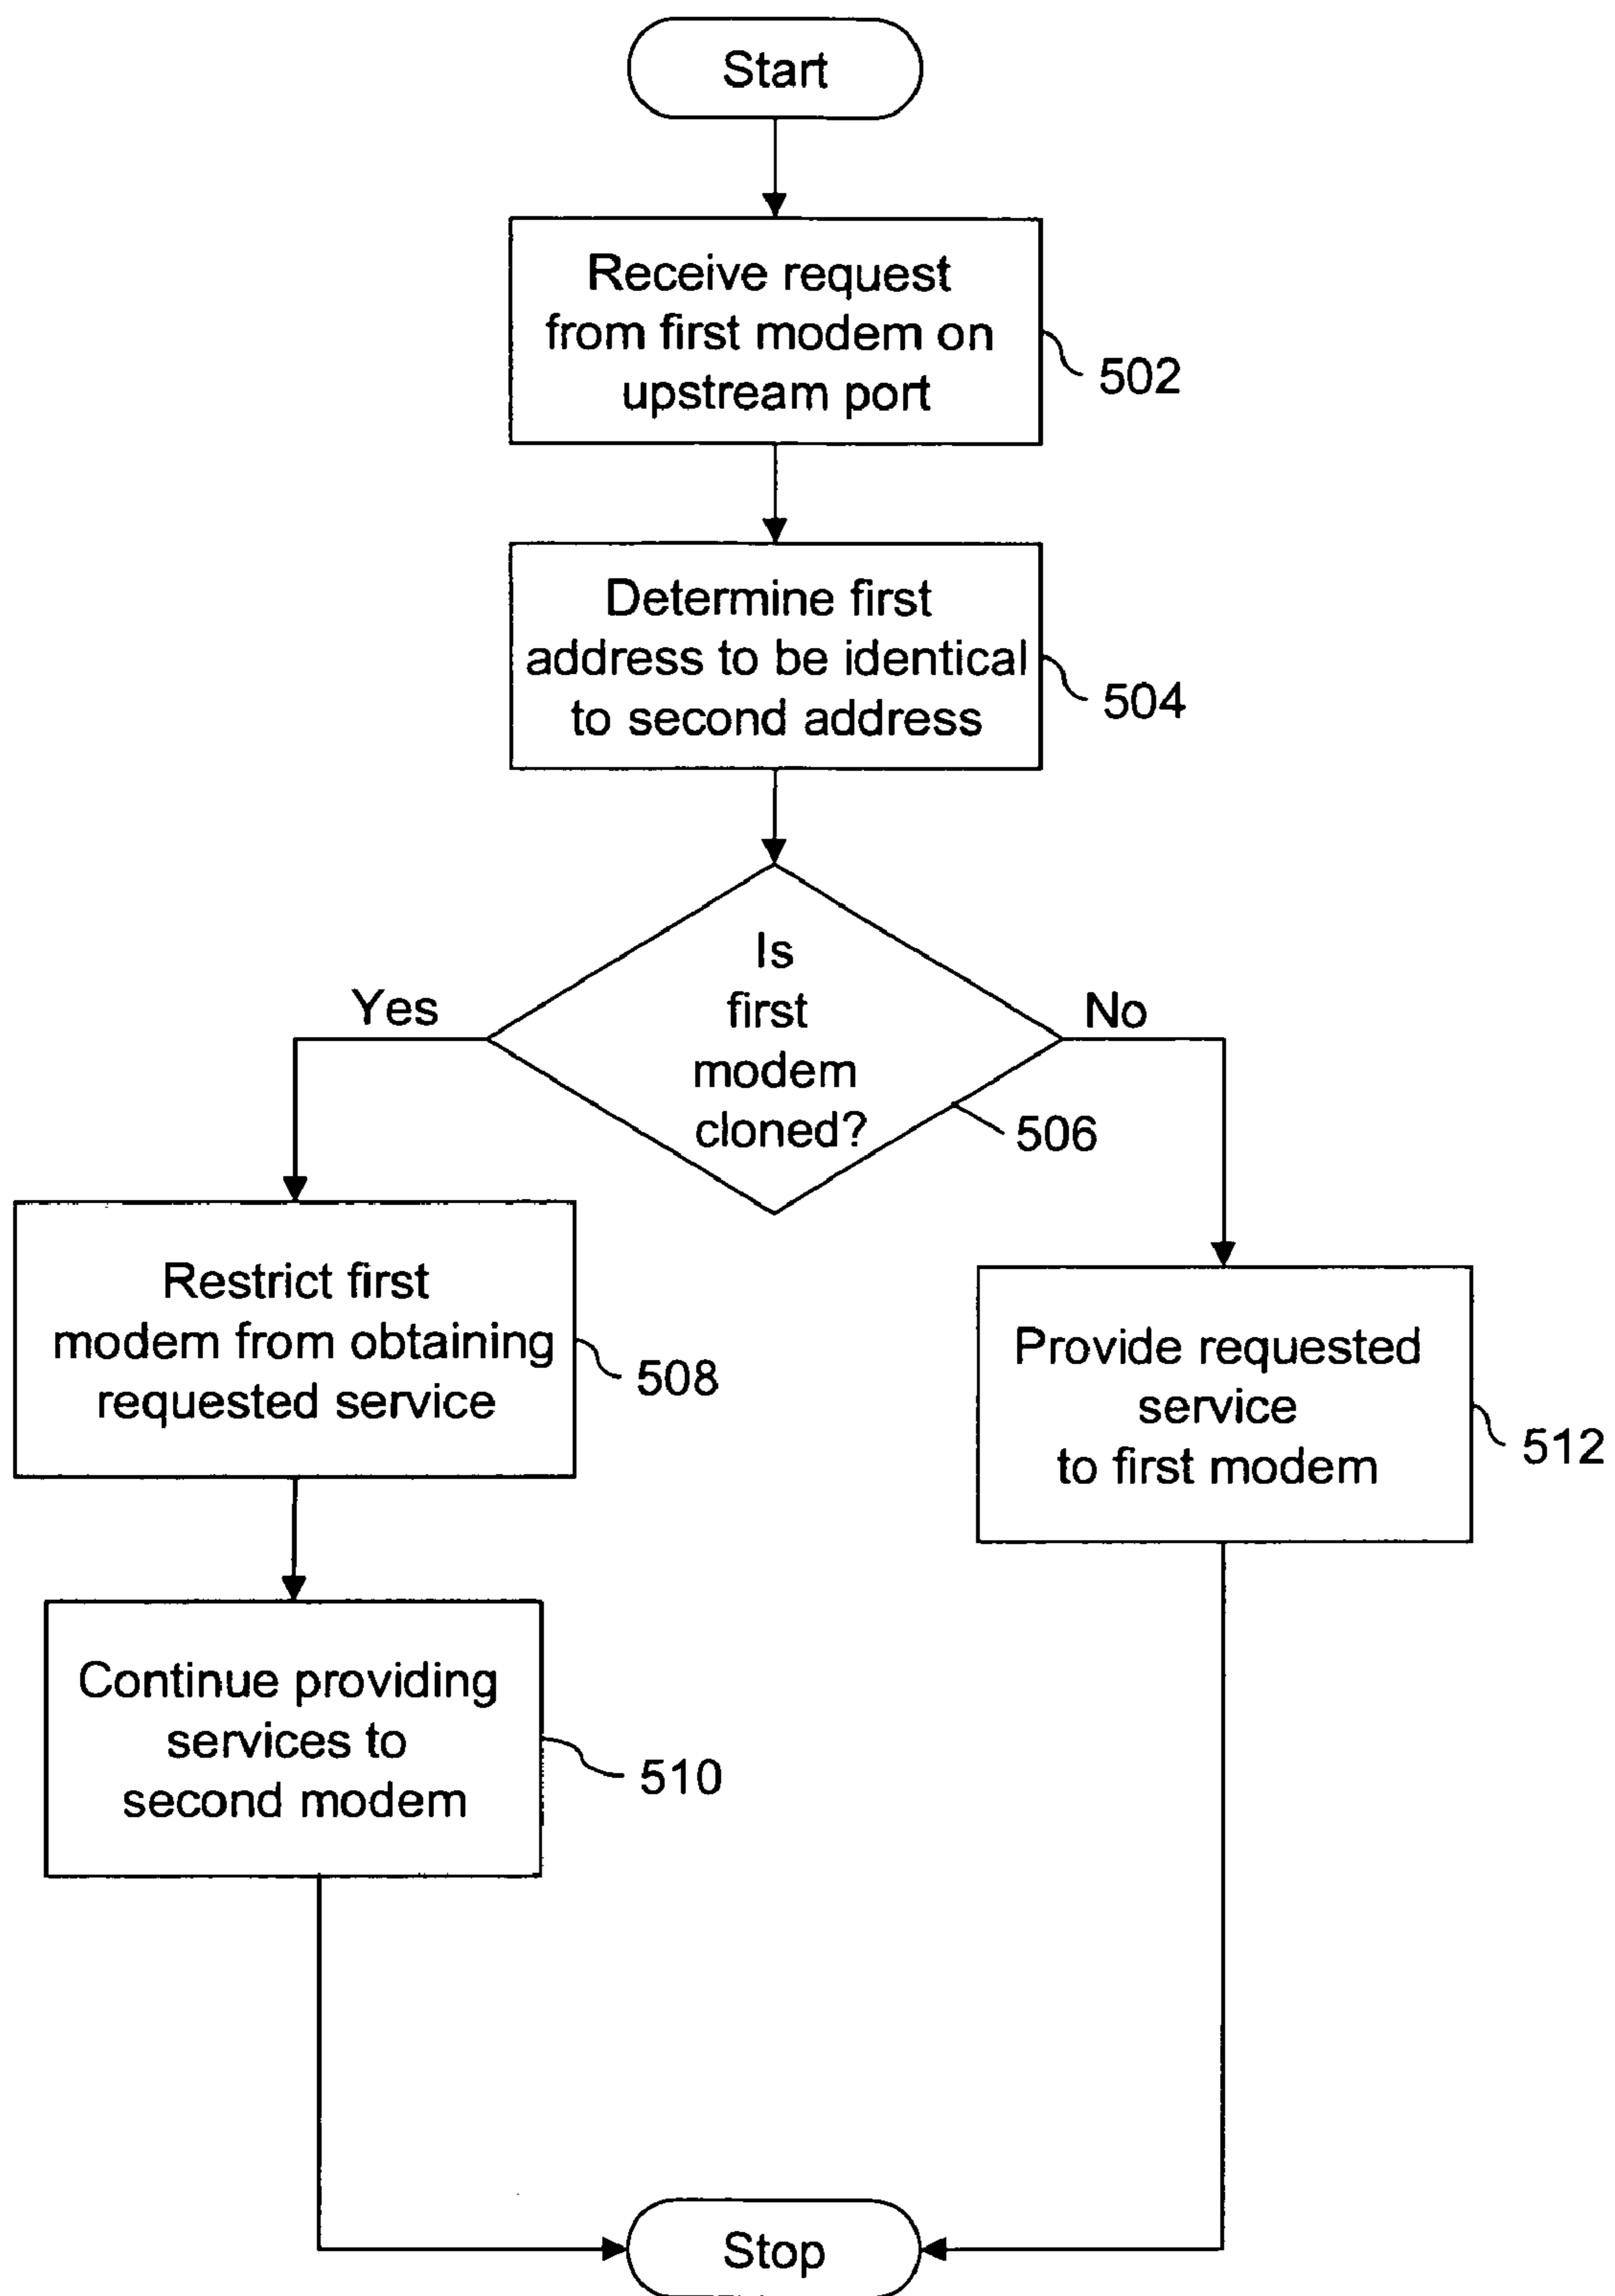 Start
Receive request
from first modem on
upstream port
502
Determine first
address to be identical
to second address
504
Is
first
modem
cloned?
506
Yes
No
Restrict first
modem from obtaining
requested service
508
Provide requested
service
to first modem
512
Continue providing
services to
second modem
510
Stop